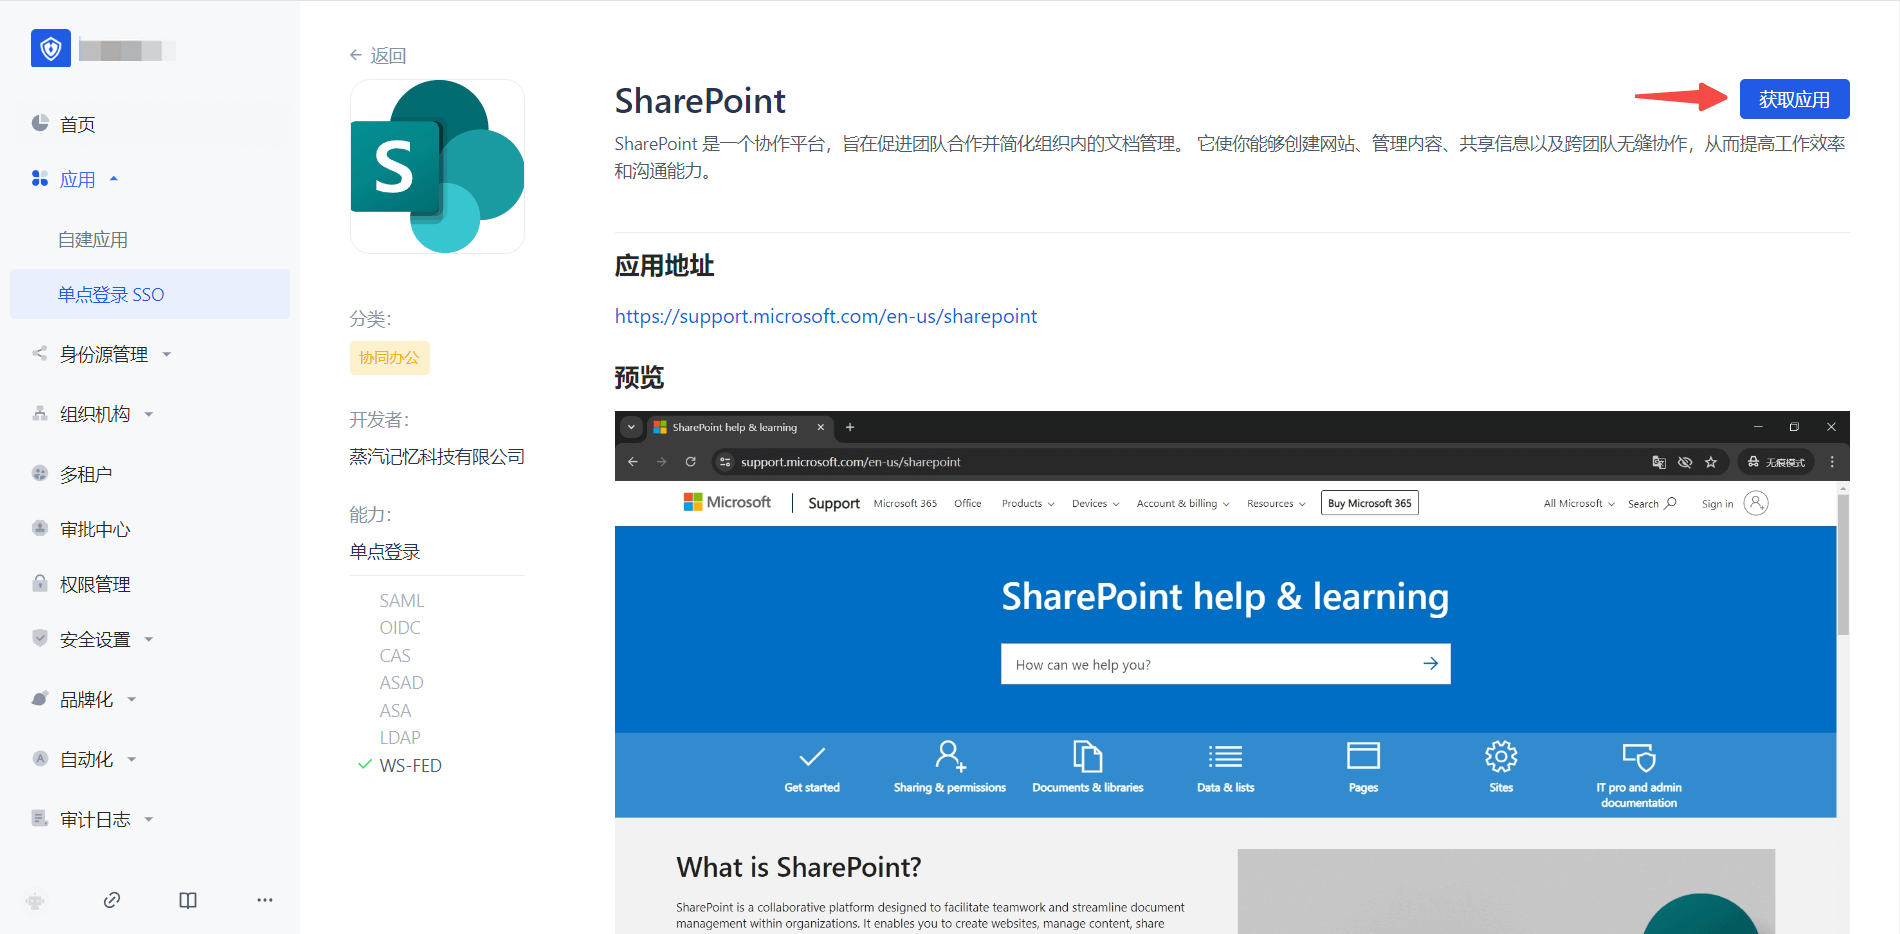 首页
应用
自建应用
单点登录 SSO
身份源管理
组织机构
多租户
审批中心
权限管理
安全设置
品牌化
自动化
审计日志
返回
分类：
协同办公
开发者：
蒸汽记忆科技有限公司
能力：
单点登录
SAML
OIDC
CAS
ASAD
ASA
LDAP
WS-FED
SharePoint
获取应用
SharePoint 是一个协作平台，旨在促进团队合作并简化组织内的文档管理。 它使你能够创建网站、管理内容、共享信息以及跨团队无缝协作，从而提高工作效率
和沟通能力。
应用地址
https://support.microsoft.com/en-us/sharepoint
预览
SharePoint help & learning
support.microsoft.com/en-us/sharepoint
无痕模式
Microsoft Support Microsoft 365 Office Products Devices Account & billing Resources Buy Microsoft 365 All Microsoft Search Sign in
SharePoint help & learning
How can we help you?
Get started
Sharing & permissions
Documents & libraries
Data & lists
Pages
Sites
IT pro and admin
documentation
What is SharePoint?
SharePoint is a collaborative platform designed to facilitate teamwork and streamline document
management within organizations. It enables you to create websites, manage content, share